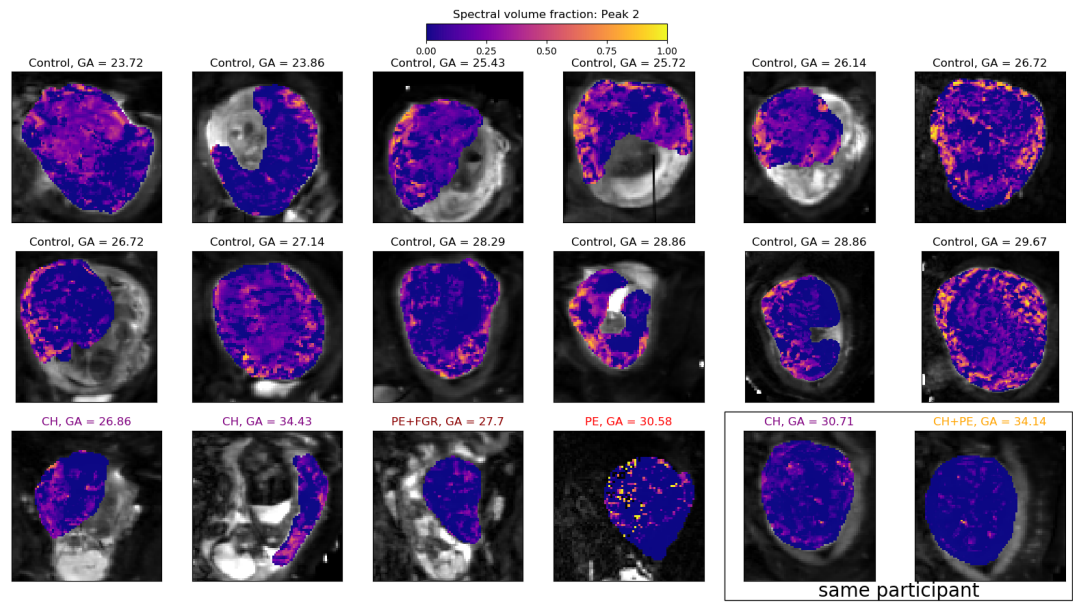 Spectral volume fraction: Peak 2
0.00 0.25 0.50 0.75 1.00
Control, GA = 23.72 Control, GA = 23.86 Control, GA = 25.43 Control, GA = 25.72 Control, GA = 26.14 Control, GA = 26.72
Control, GA = 26.72 Control, GA = 27.14 Control, GA = 28.29 Control, GA = 28.86 Control, GA = 28.86 Control, GA = 29.67
CH, GA = 26.86 CH, GA = 34.43 PE+FGR, GA = 27.7 PE, GA = 30.58 CH, GA = 30.71 CH+PE, GA = 34.14
same participant